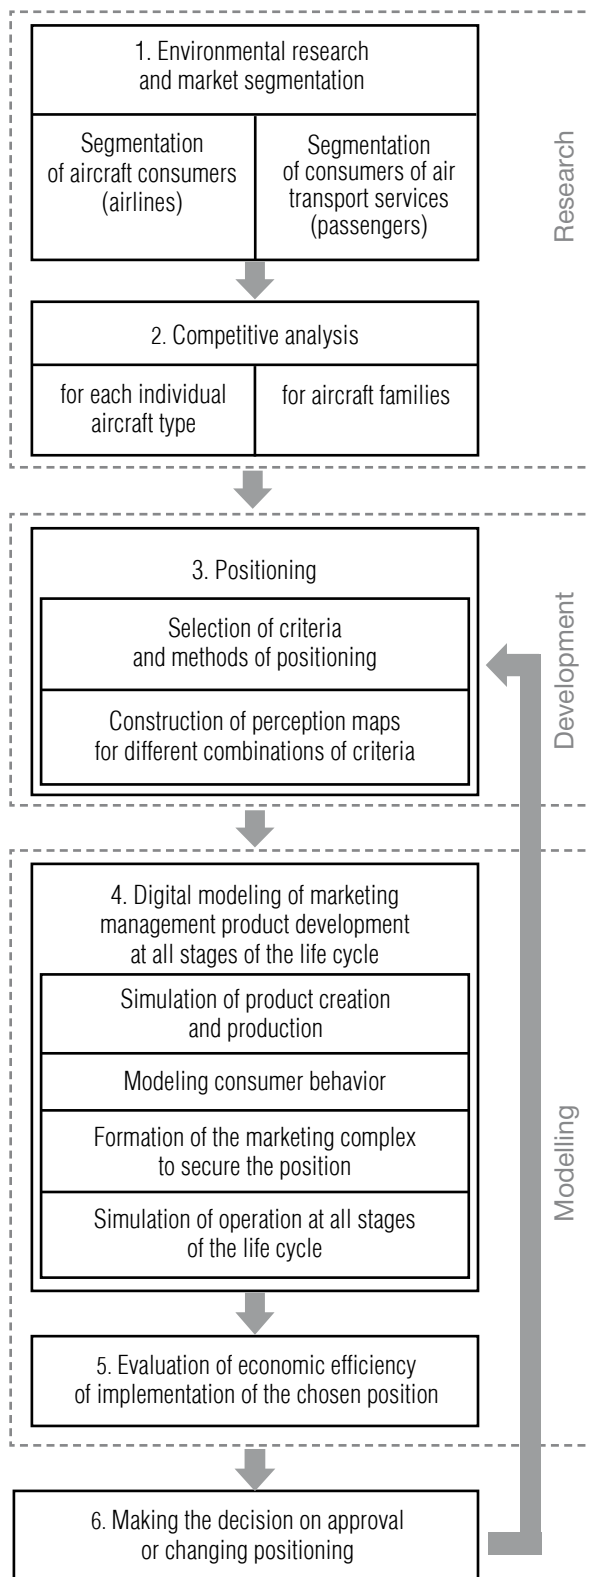 1. Environmental research
and market segmentation
Segmentation
of aircraft consumers
(airlines)
Segmentation
of consumers of air
transport services
(passengers)
Research
2. Competitive analysis
for each individual
aircraft type
for aircraft families
3. Positioning
Selection of criteria
and methods of positioning
Construction of perception maps
for different combinations of criteria
Development
4. Digital modeling of marketing
management product development
at all stages of the life cycle
Simulation of product creation
and production
Modeling consumer behavior
Formation of the marketing complex
to secure the position
Simulation of operation at all stages
of the life cycle
Modelling
5. Evaluation of economic efficiency
of implementation of the chosen position
6. Making the decision on approval
or changing positioning